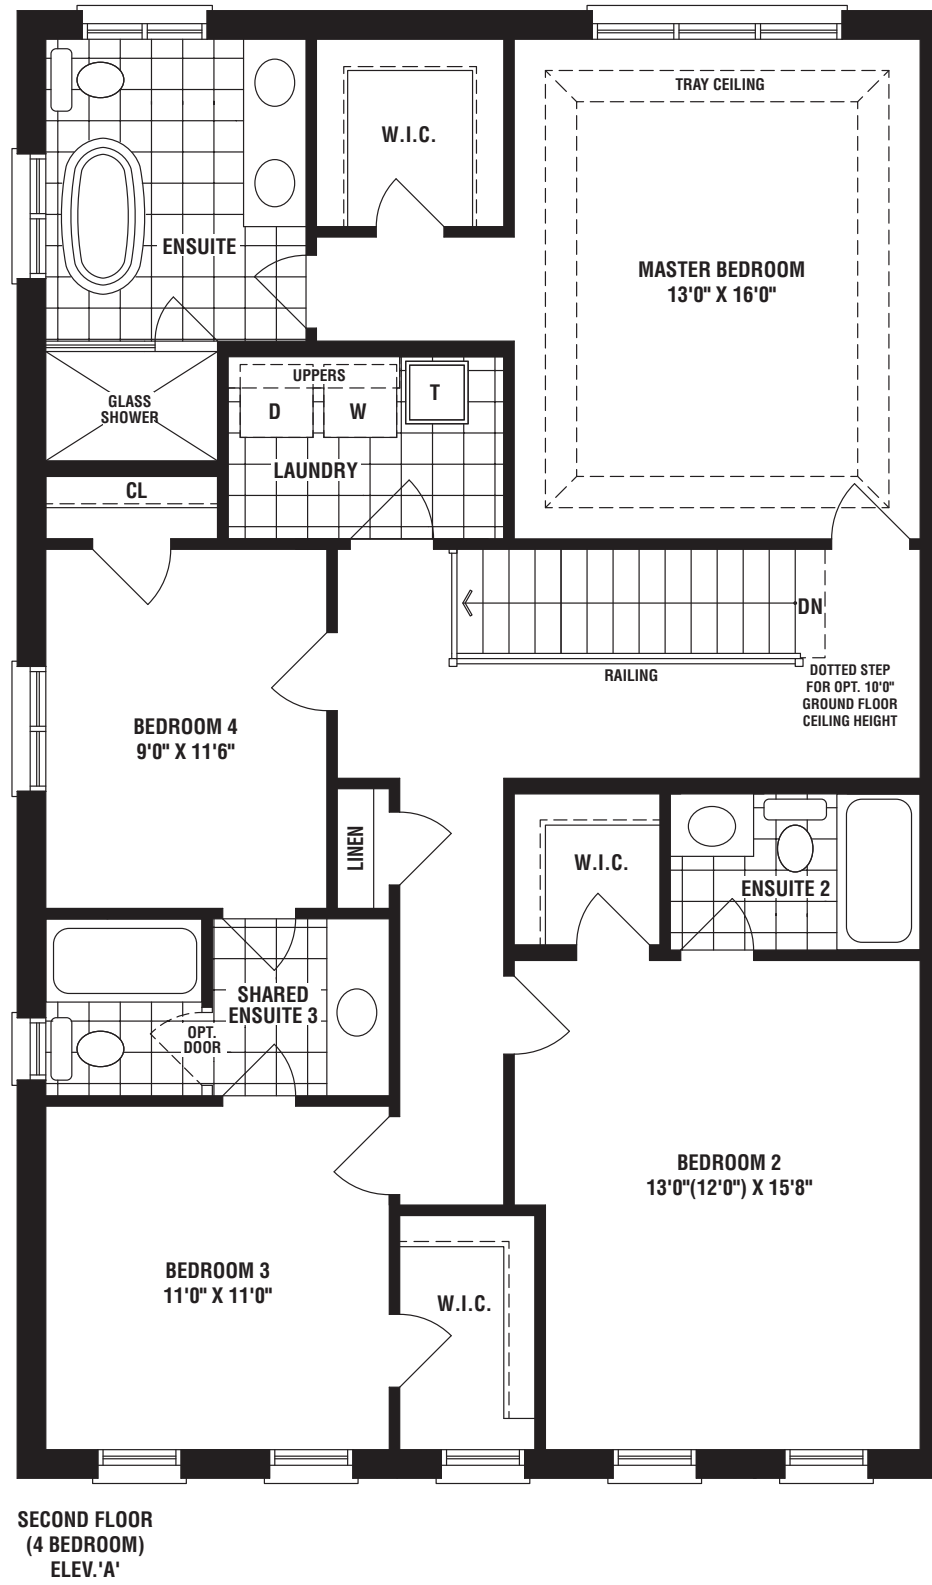 TRAY CEILING
W.I.C.
ENSUITE
MASTER BEDROOM
13'0" X 16'0"
UPPERS
D
W
T
GLASS
SHOWER
LAUNDRY
CL
DN
RAILING
DOTTED STEP
FOR OPT. 10'0"
GROUND FLOOR
CEILING HEIGHT
BEDROOM 4
9'0" X 11'6"
LINEN
W.I.C.
ENSUITE 2
SHARED
ENSUITE 3
OPT.
DOOR
BEDROOM 2
13'0"(12'0") X 15'8"
BEDROOM 3
11'0" X 11'0"
W.I.C.
SECOND FLOOR
(4 BEDROOM)
ELEV.'A'